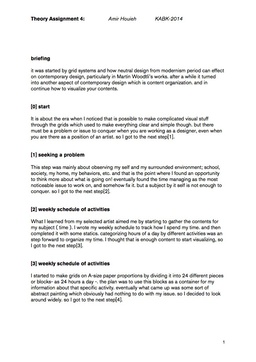 Theory Assignment 4: Amir Houieh KABK-2014
briefing
it was started by grid systems and how neutral design from modernism period can effect
on contemporary design, particularly in Martin Woodtli's works. after a while it turned
into another aspect of contemporary design which is content organization. and in
continue how to visualize your contents.
[0] start
It is about the era when I noticed that is possible to make complicated visual stuff
through the grids which used to make everything clear and simple though. but there
must be a problem or issue to conquer when you are working as a designer, even when
you are there as a position of an artist. so I got to the next step[1].
[1] seeking a problem
This step was mainly about observing my self and my surrounded environment; school,
society, my home, my behaviors, etc. and that is the point where I found an opportunity
to think more about what is going on! eventually found the time managing as the most
noticeable issue to work on, and somehow fix it. but a subject by it self is not enough to
conquer. so I got to the next step[2].
[2] weekly schedule of activities
What I learned from my selected artist aimed me by starting to gather the contents for
my subject { time }. I wrote my weekly schedule to track how I spend my time. and then
completed it with some statics. categorizing hours of a day by different activities was an
step forward to organize my time. I thought that is enough content to start visualizing, so
I got to the next step[3].
[3] weekly schedule of activities
I started to make grids on A-size paper proportions by dividing it into 24 different pieces
or blocks- as 24 hours a day -. the plan was to use this blocks as a container for my
information about that specific activity. eventually what came up was some sort of
abstract painting which obviously had nothing to do with my issue. so I decided to look
around widely. so I got to the next step[4].
1